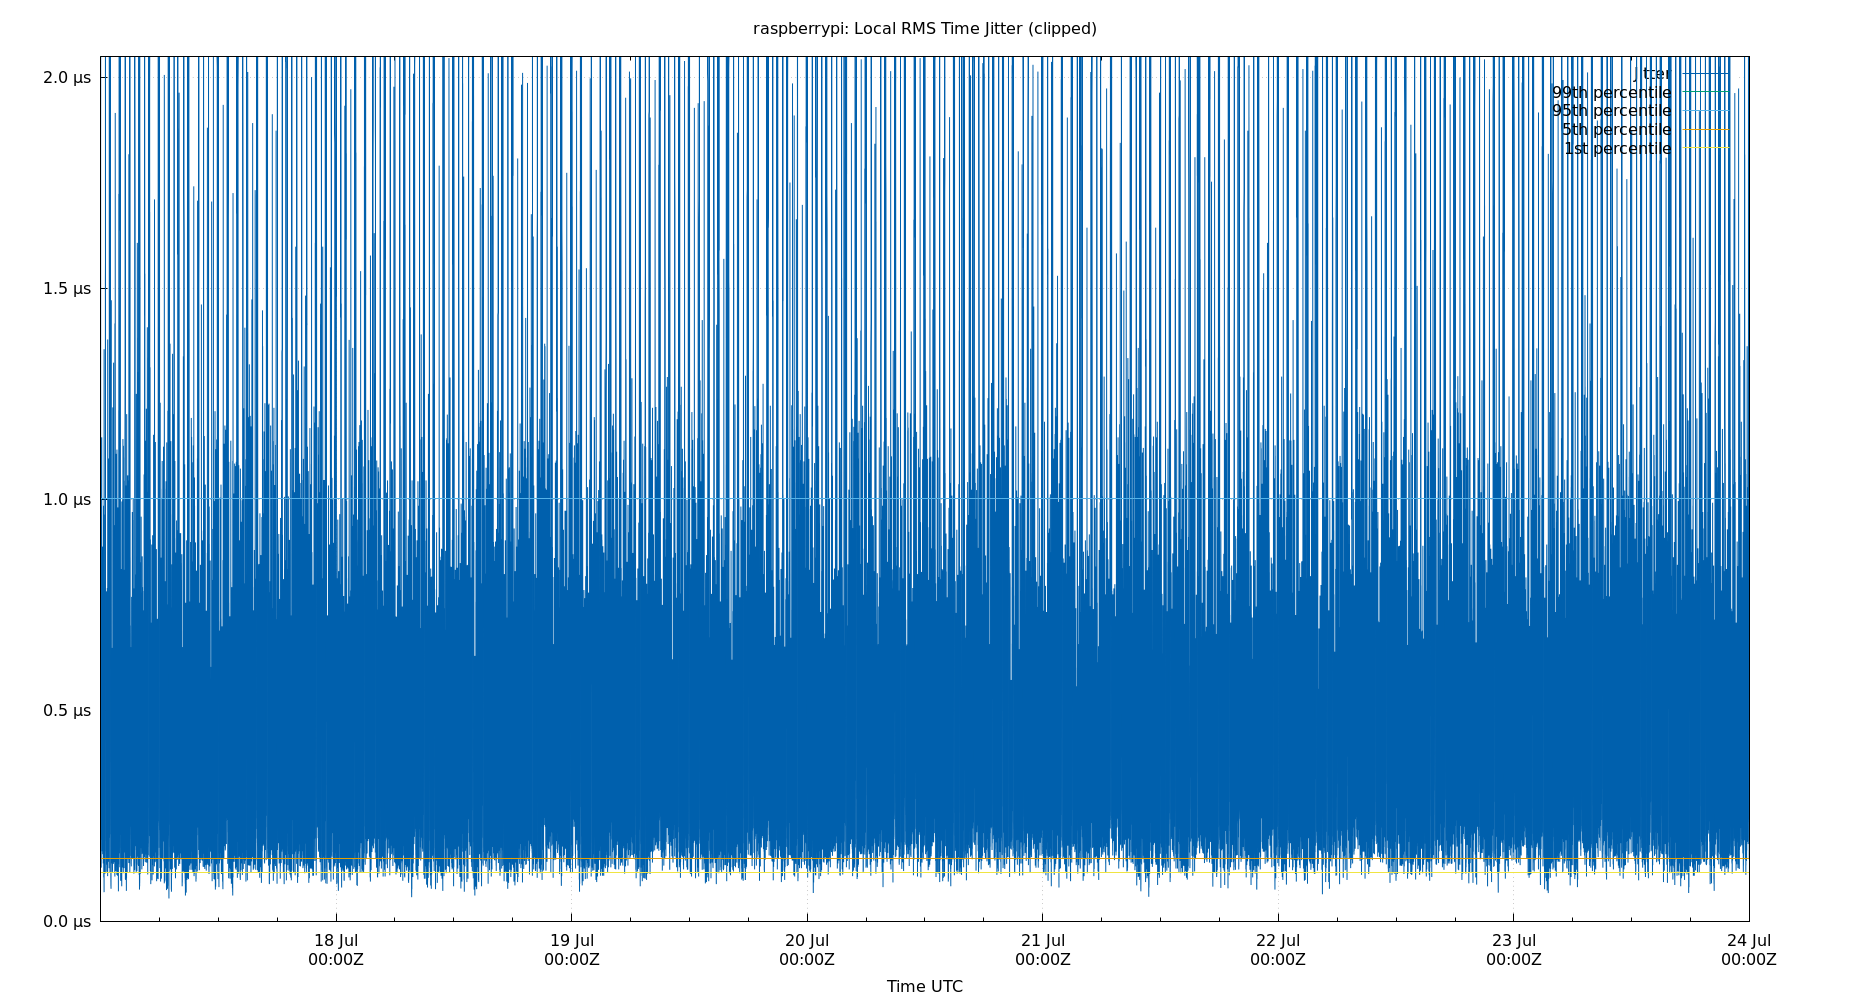 raspberrypi: Local RMS Time Jitter (clipped)
2.0 µs
1.5 µs
1.0 µs
0.5 µs
0.0 µs
Jitter
99th percentile
95th percentile
5th percentile
1st percentile
18 Jul
00:00Z
19 Jul
00:00Z
20 Jul
00:00Z
21 Jul
00:00Z
22 Jul
00:00Z
23 Jul
00:00Z
24 Jul
00:00Z
Time UTC